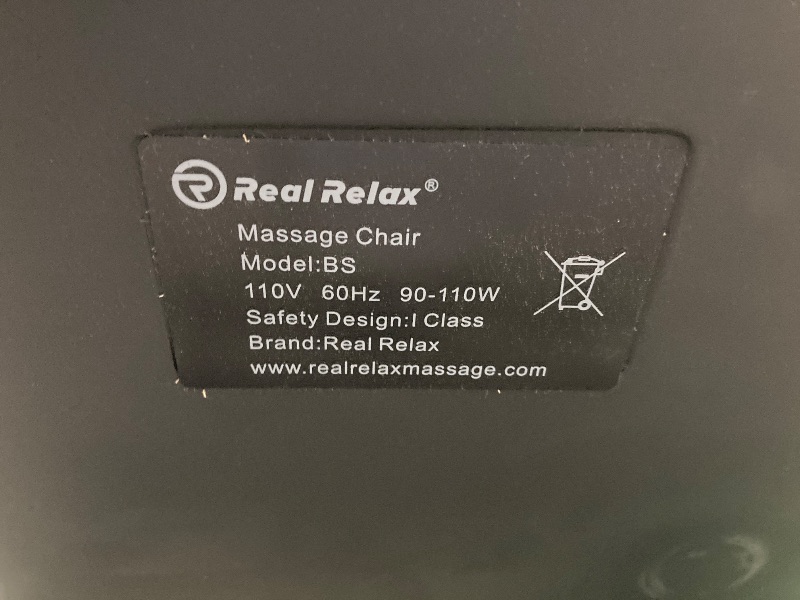 R Real Relax®
Massage Chair
Model:BS
110V 60Hz 90-110W
Safety Design:I Class
Brand:Real Relax
www.realrelaxmassage.com